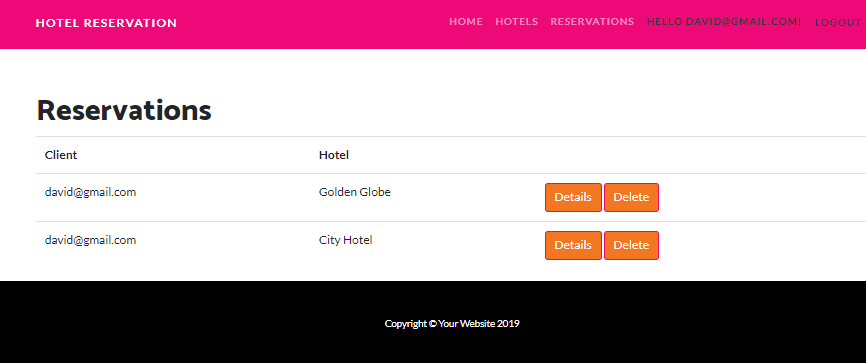 HOTEL RESERVATION HOME HOTELS RESERVATIONS HELLO DAVID@GMAIL.COM! LOGOUT
Reservations
Client Hotel
david@gmail.com Golden Globe Details Delete
david@gmail.com City Hotel Details Delete
Copyright © Your Website 2019